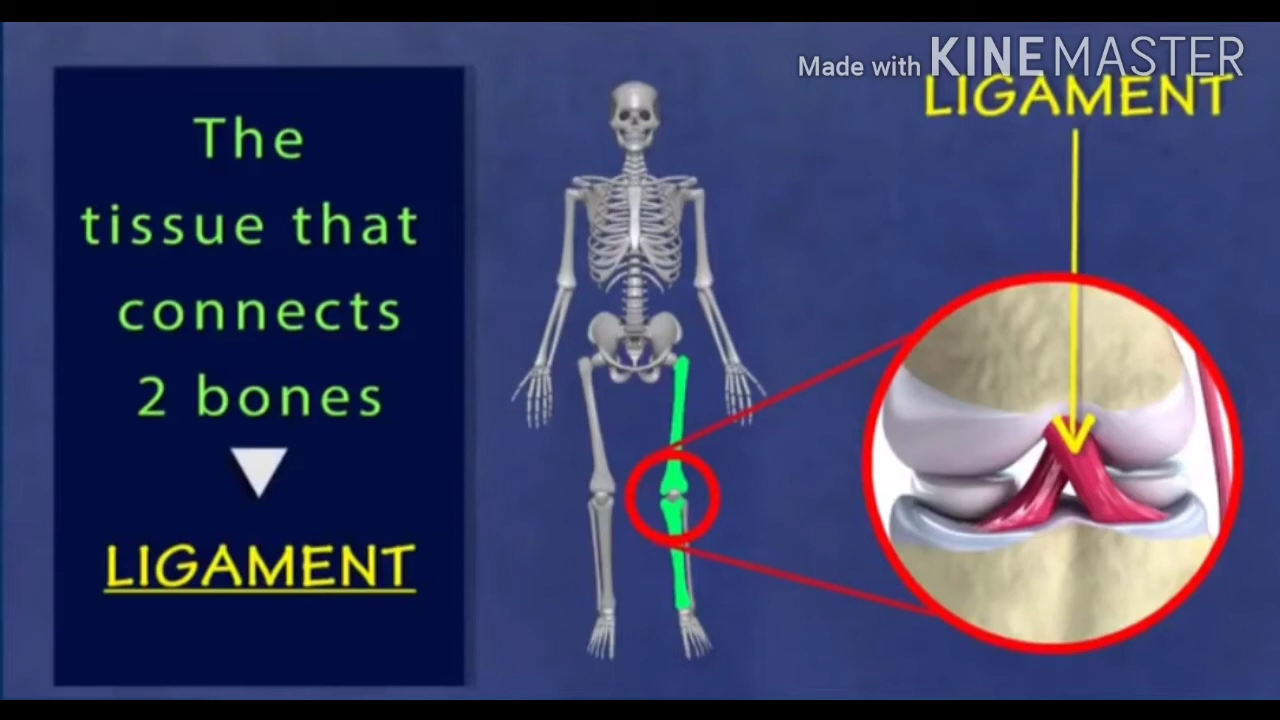 Made with KINEMASTER
LIGAMENT
The
tissue that
connects
2 bones
LIGAMENT